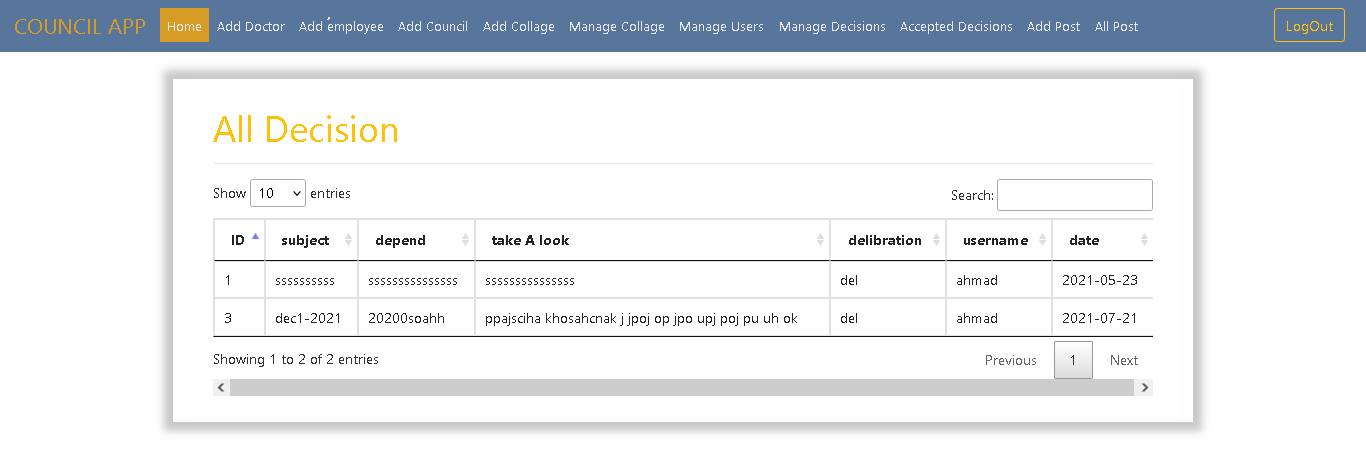 COUNCIL APP Home Add Doctor Add employee Add Council Add Collage Manage Collage Manage Users Manage Decisions Accepted Decisions Add Post All Post LogOut
All Decision
Show 10 entries Search:
ID subject depend take A look delibration username date
1 ssssssssss sssssssssssssss sssssssssssssss del ahmad 2021-05-23
3 dec1-2021 20200soahh ppajsciha khosahcnak j jpoj op jpo upj poj pu uh ok del ahmad 2021-07-21
Showing 1 to 2 of 2 entries Previous 1 Next